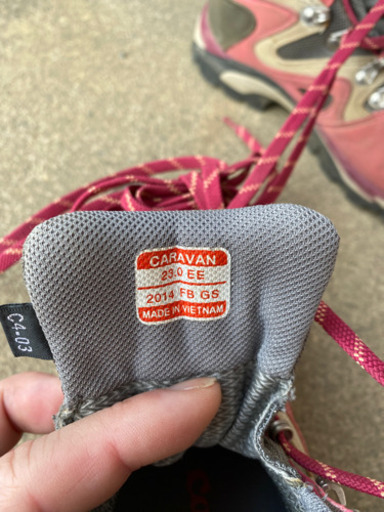 CARAVAN
23.0 EE
2014 FB GS
MADE IN VIETNAM
C4.03